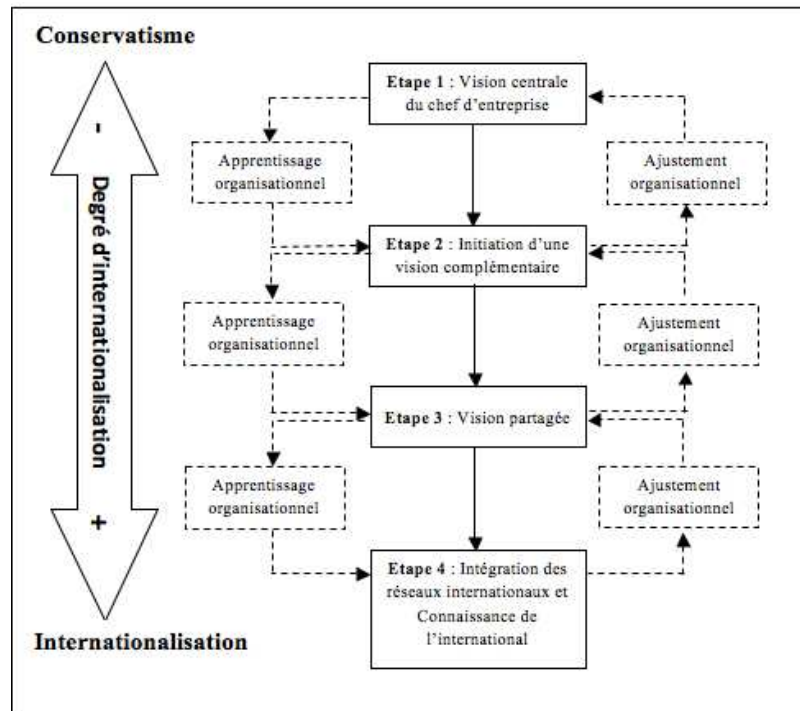 Conservatisme
-
Degré d'internationalisation
+
Internationalisation
Etape 1 : Vision centrale
du chef d'entreprise
Apprentissage
organisationnel
Ajustement
organisationnel
Etape 2 : Initiation d'une
vision complémentaire
Apprentissage
organisationnel
Ajustement
organisationnel
Etape 3 : Vision partagée
Apprentissage
organisationnel
Ajustement
organisationnel
Etape 4 : Intégration des
réseaux internationaux et
Connaissance de
l'international